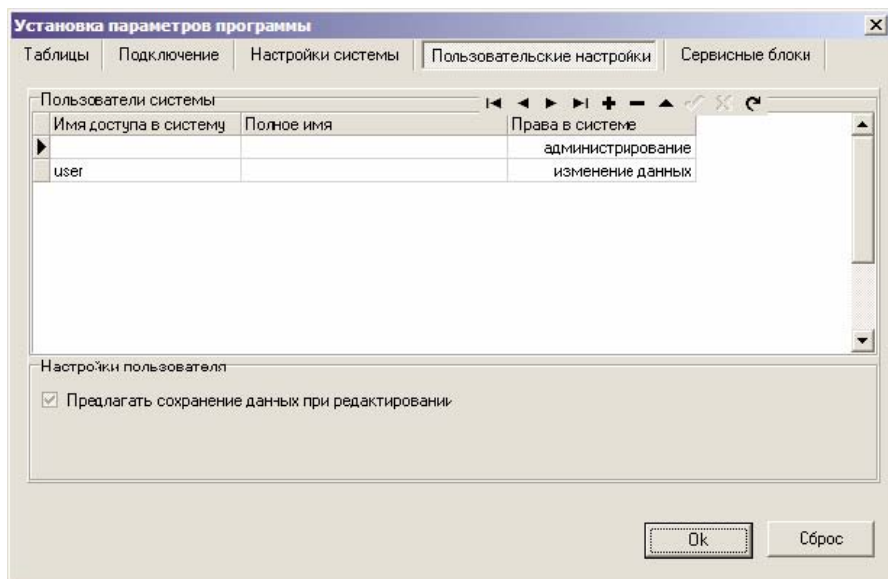 Установка параметров программы
Таблицы Подключение Настройки системы Пользовательские настройки Сервисные блоки
Пользователи системы
Имя доступа в систему Полное имя Права в системе
администрирование
user изменение данных
Настройки пользователя
Предлагать сохранение данных при редактировании
Ok Сброс